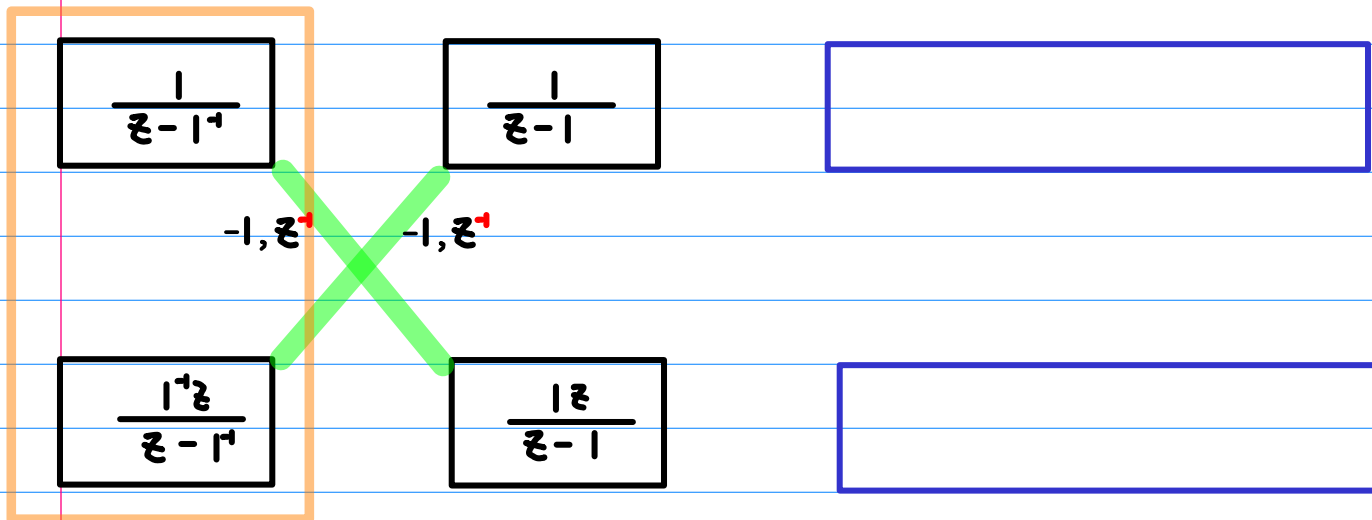 1 1
z - 1⁻¹ z - 1
-1, z⁻¹ -1, z⁻¹
1⁻¹z 1z
z - 1⁻¹ z - 1